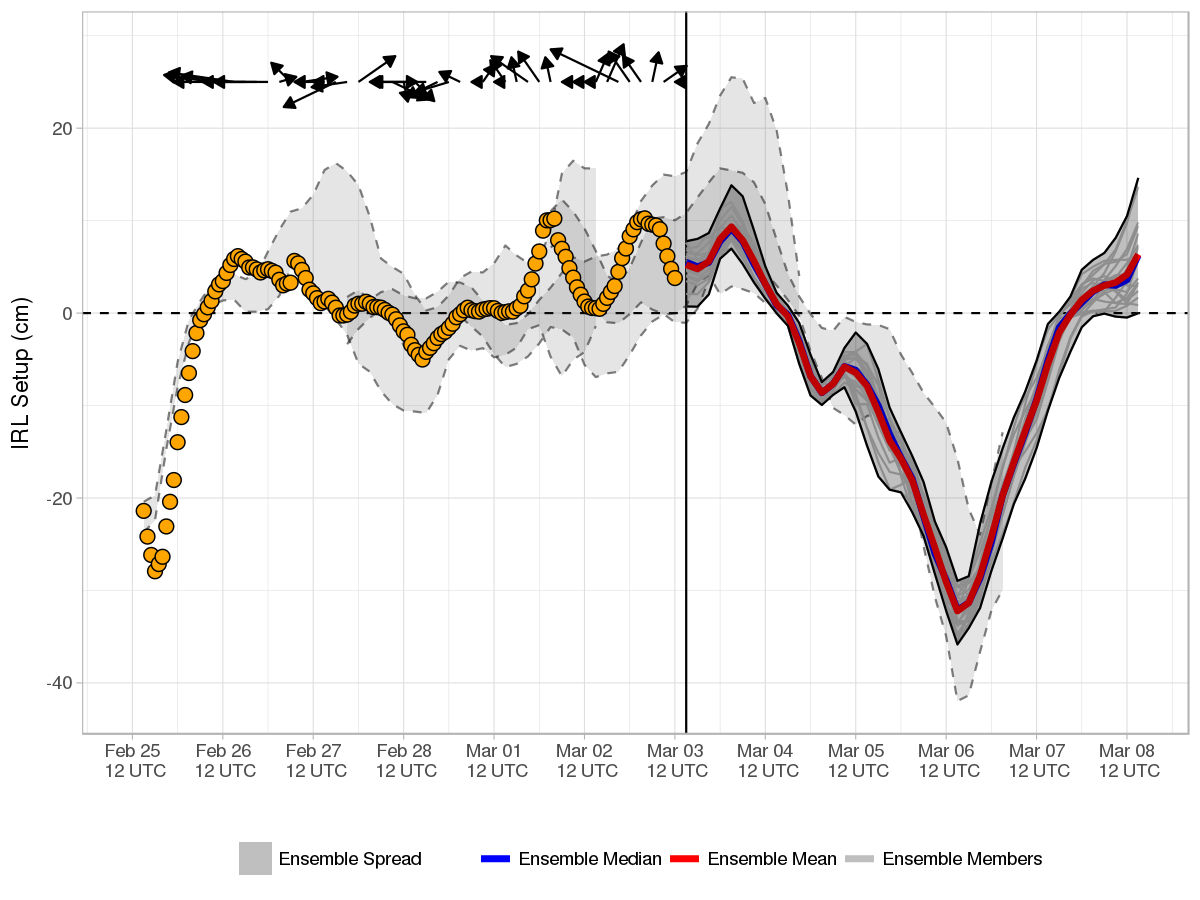 IRL Setup (cm)
20
0
-20
-40
Feb 25 Feb 26 Feb 27 Feb 28 Mar 01 Mar 02 Mar 03 Mar 04 Mar 05 Mar 06 Mar 07 Mar 08
12 UTC 12 UTC 12 UTC 12 UTC 12 UTC 12 UTC 12 UTC 12 UTC 12 UTC 12 UTC 12 UTC 12 UTC
Ensemble Spread Ensemble Median Ensemble Mean Ensemble Members